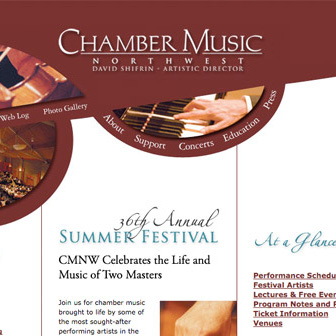 CHAMBER MUSIC
NORTHWEST
DAVID SHIFRIN - ARTISTIC DIRECTOR
Web Log
Photo Gallery
About
Support
Concerts
Education
Press
36th Annual
SUMMER FESTIVAL
CMNW Celebrates the Life and
Music of Two Masters
Join us for chamber music
brought to life by some of
the most sought-after
performing artists in the
At a Glance
Performance Schedu
Festival Artists
Lectures & Free Even
Program Notes and P
Ticket Information
Venues